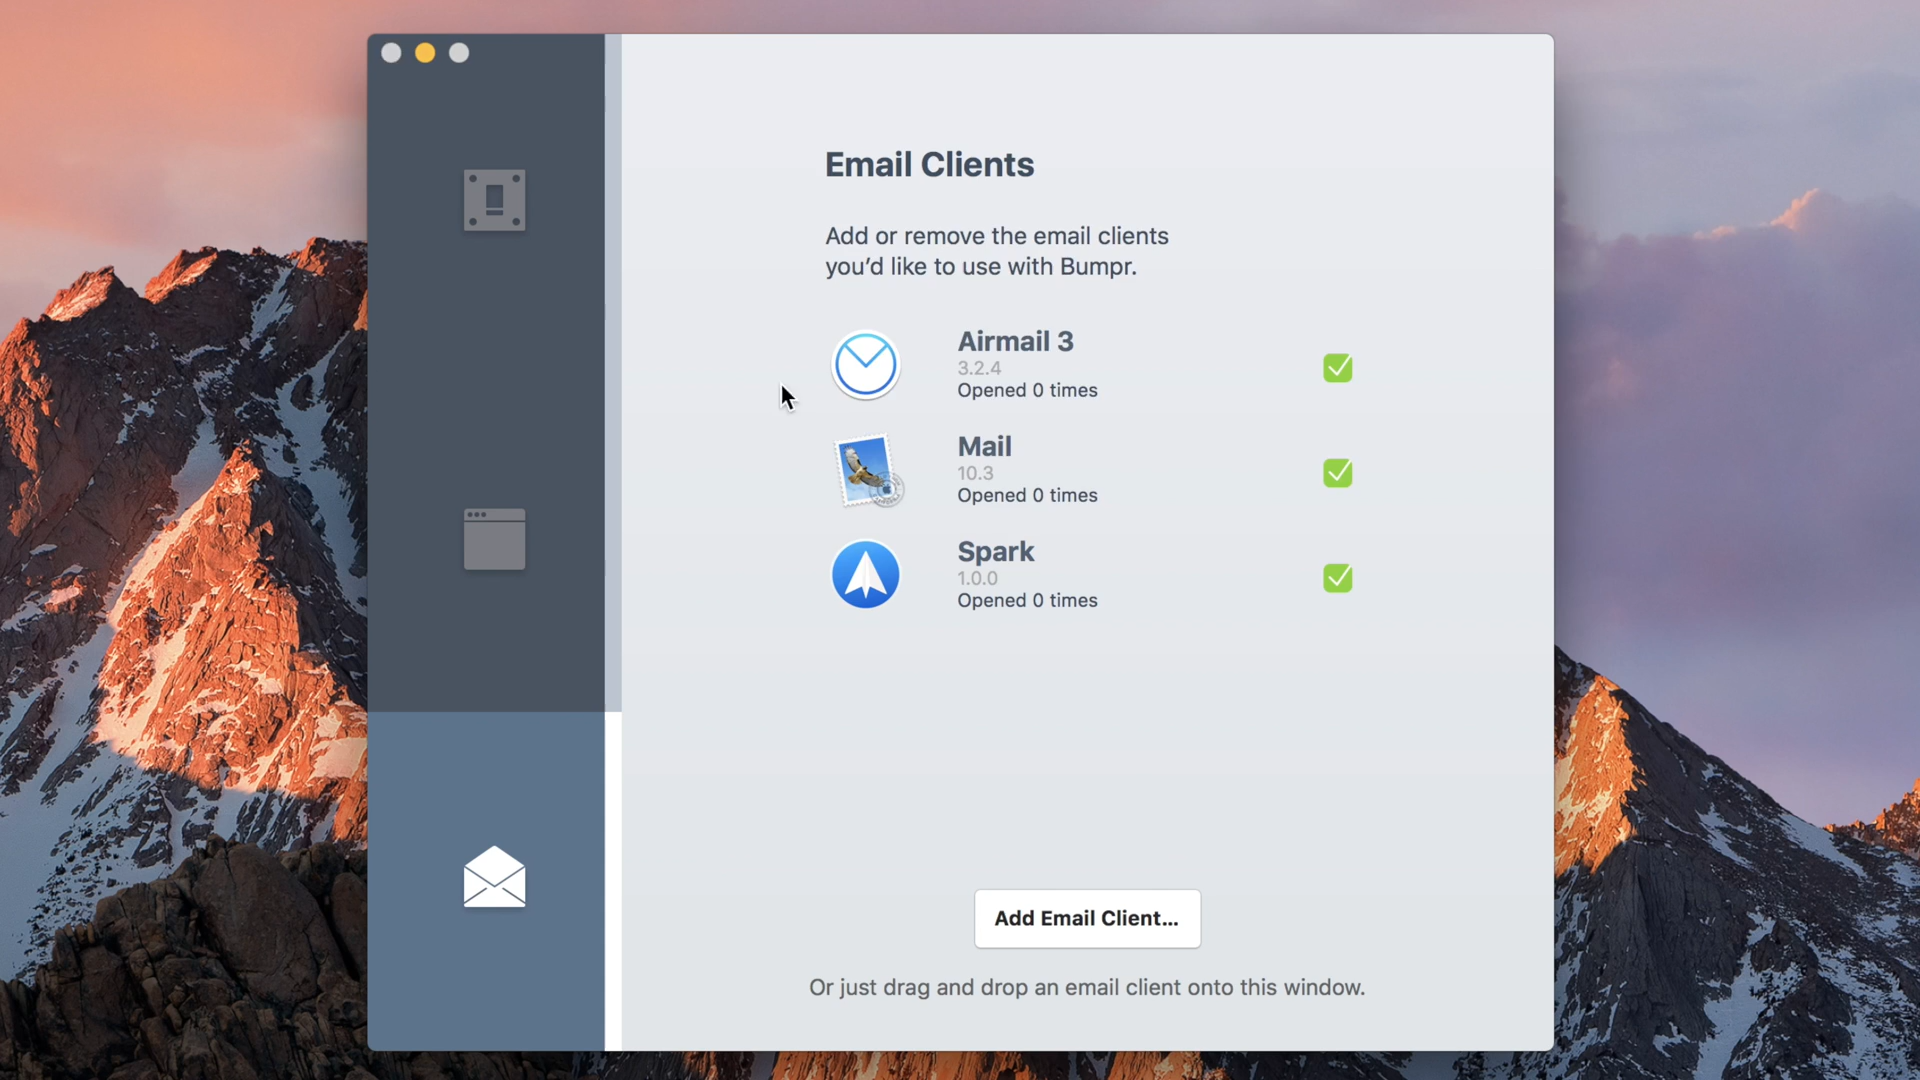 Email Clients
Add or remove the email clients
you’d like to use with Bumpr.
Airmail 3
3.2.4
Opened 0 times
Mail
10.3
Opened 0 times
Spark
1.0.0
Opened 0 times
Add Email Client...
Or just drag and drop an email client onto this window.